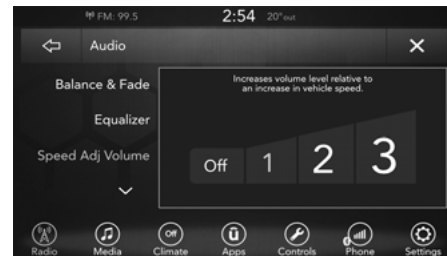 FM: 99.5
2:54
20°out
Audio
Balance & Fade
Equalizer
Speed Adj Volume
Increases volume level relative to
an increase in vehicle speed.
Off
1
2
3
Radio
Media
Off
Climate
ū
Apps
Controls
Phone
Settings